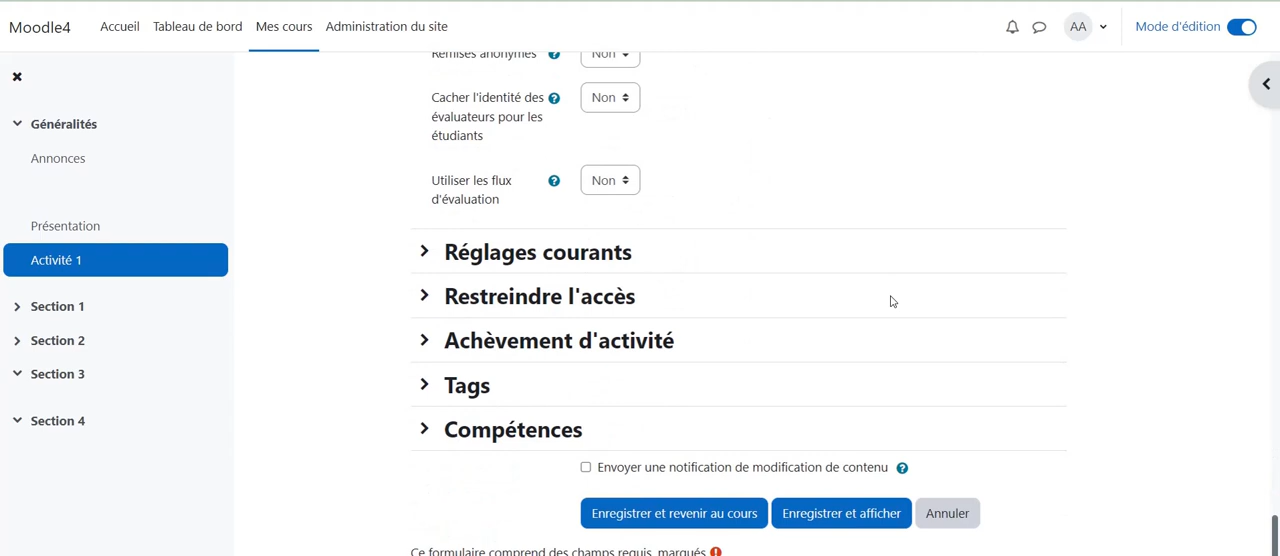 Moodle4
Accueil
Tableau de bord
Mes cours
Administration du site
AA
Mode d'édition
Généralités
Annonces
Présentation
Activité 1
Section 1
Section 2
Section 3
Section 4
Remises anonymes
Non
Cacher l'identité des
évaluateurs pour les
étudiants
Non
Utiliser les flux
d'évaluation
Non
Réglages courants
Restreindre l'accès
Achèvement d'activité
Tags
Compétences
Envoyer une notification de modification de contenu
Enregistrer et revenir au cours
Enregistrer et afficher
Annuler
Ce formulaire comprend des champs requis, marqués